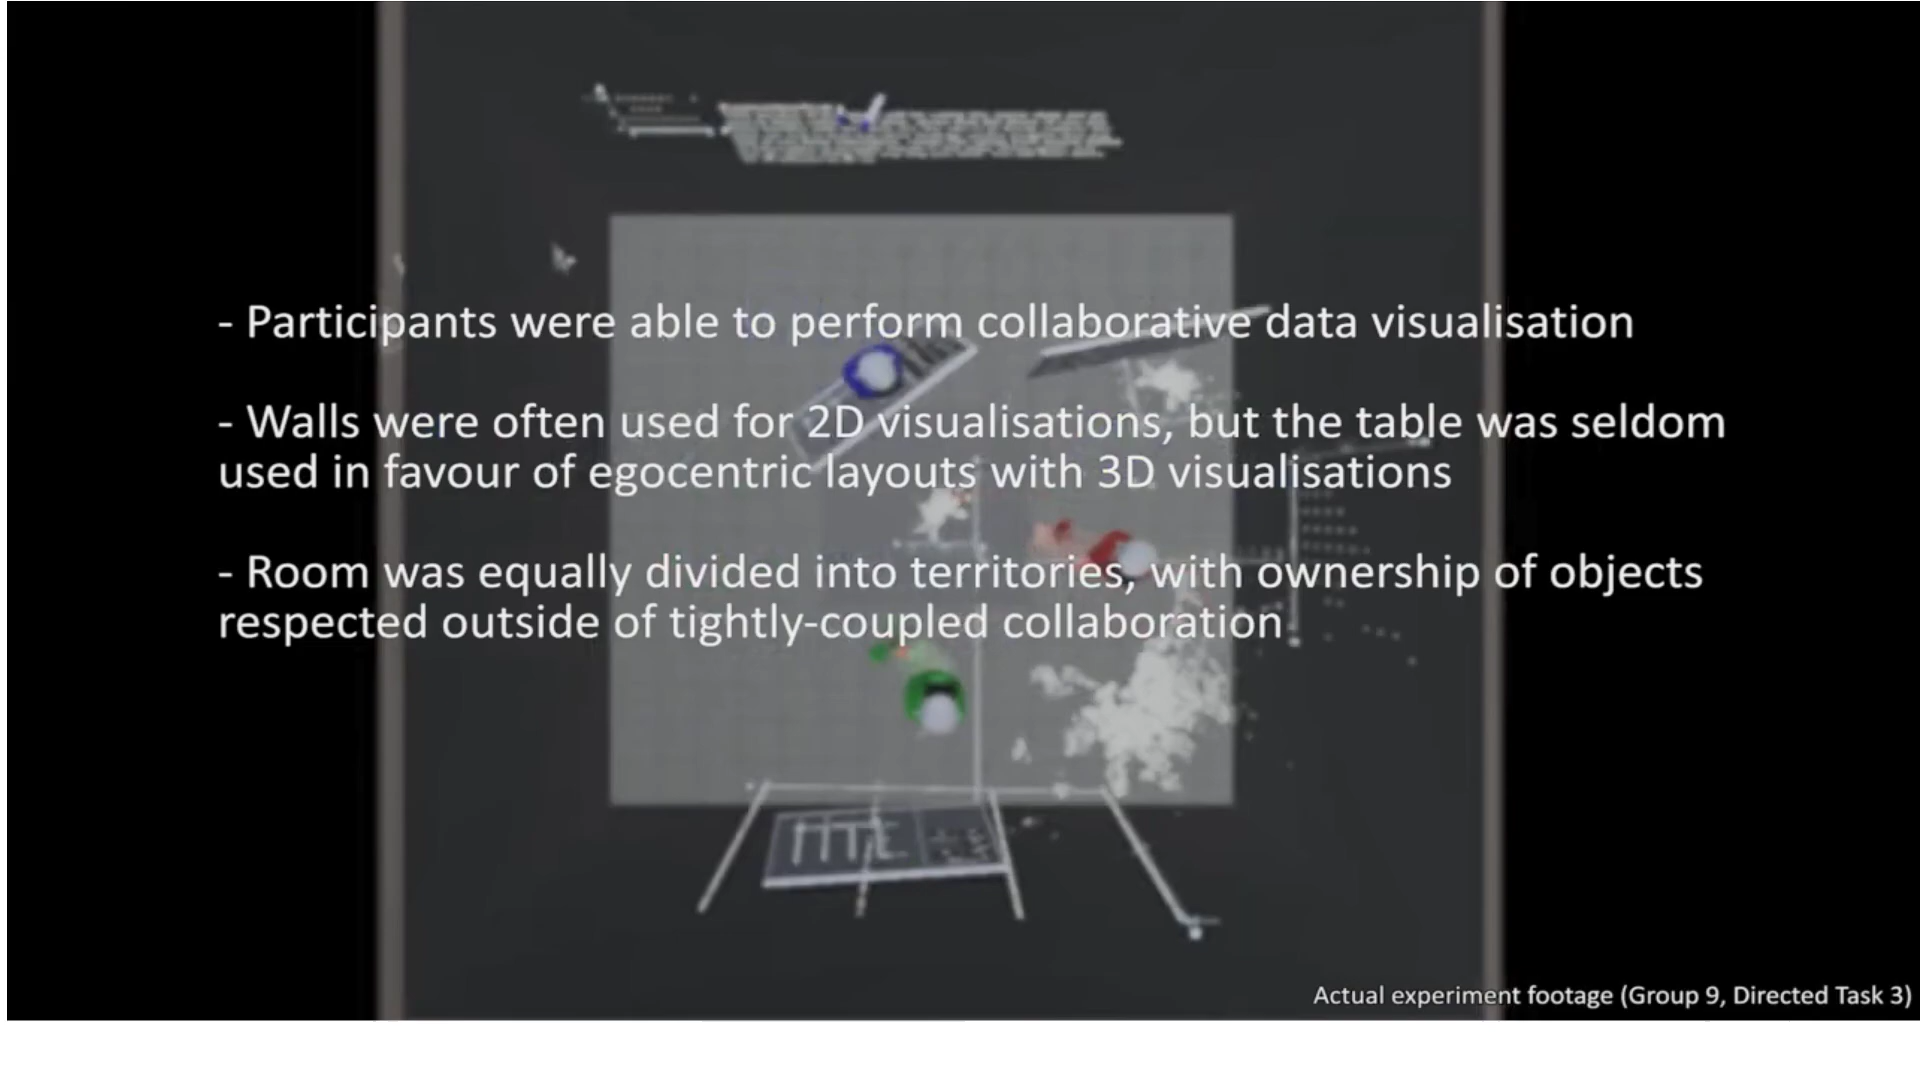 - Participants were able to perform collaborative data visualisation
- Walls were often used for 2D visualisations, but the table was seldom
used in favour of egocentric layouts with 3D visualisations
- Room was equally divided into territories, with ownership of objects
respected outside of tightly-coupled collaboration
Actual experiment footage (Group 9, Directed Task 3)